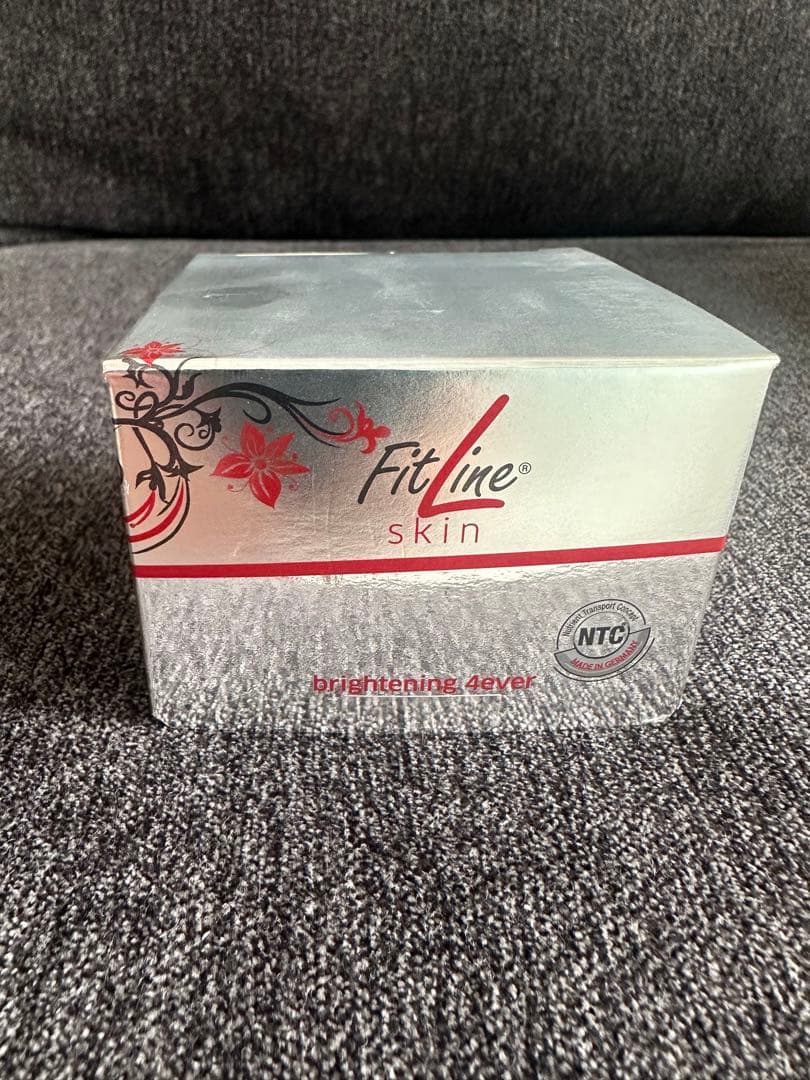 FitLine®
skin
Nutrient Transport Concept
NTC
MADE IN GERMANY
brightening 4ever